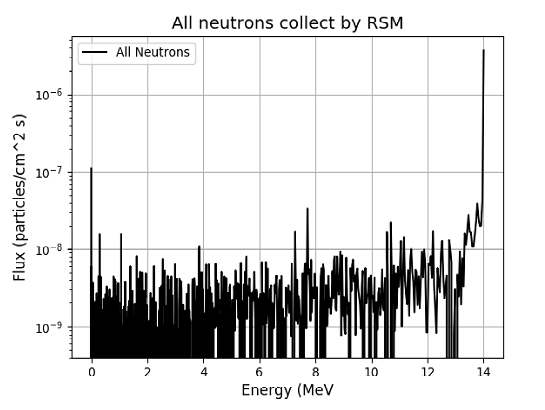 All neutrons collect by RSM
All Neutrons
Flux (particles/cm^2 s)
10^-6
10^-7
10^-8
10^-9
0 2 4 6 8 10 12 14
Energy (MeV